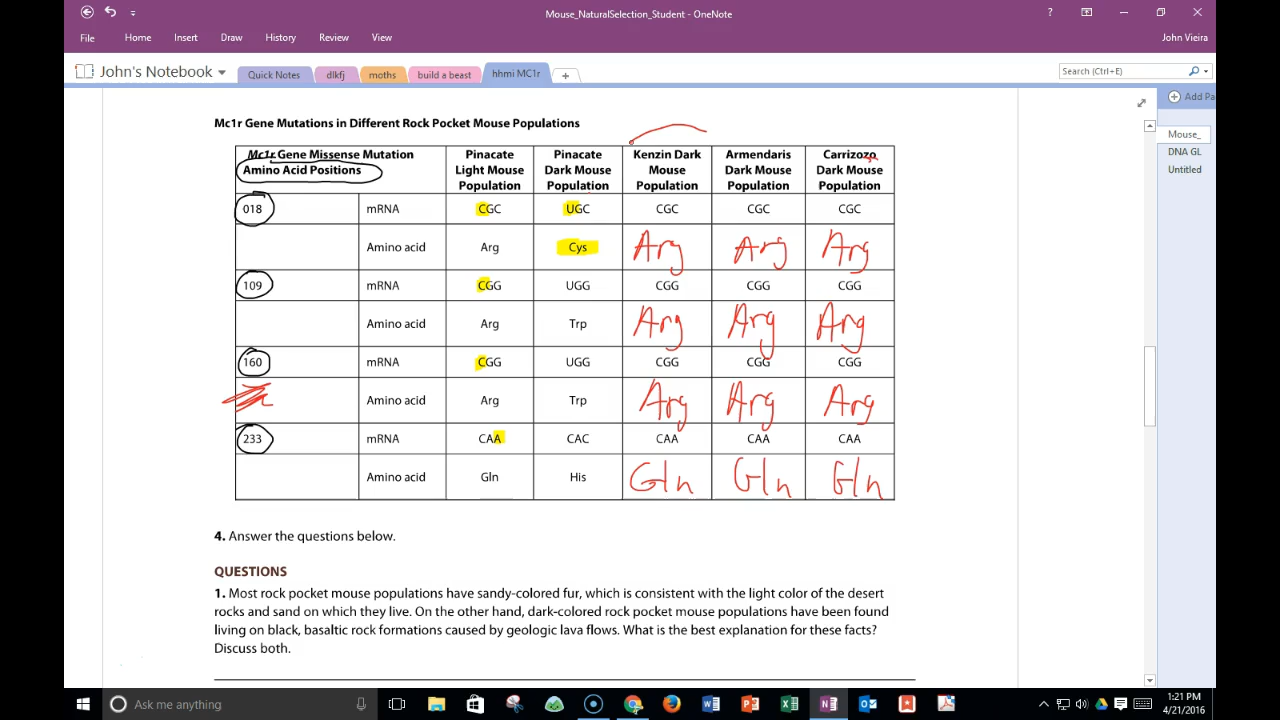 Mouse_NaturalSelection_Student - OneNote
?
File Home Insert Draw History Review View
John Vieira
John's Notebook
Quick Notes
dlkfj
moths
build a beast
hhmi MC1r
Search (Ctrl+E)
Add Pa
Mouse_
DNA GL
Untitled
Mc1r Gene Mutations in Different Rock Pocket Mouse Populations
Mc1r Gene Missense Mutation Amino Acid Positions
Pinacate Light Mouse Population
Pinacate Dark Mouse Population
Kenzin Dark Mouse Population
Armendaris Dark Mouse Population
Carrizozo Dark Mouse Population
018 mRNA CGC UGC CGC CGC CGC
Amino acid Arg Cys Arg Arg Arg
109 mRNA CGG UGG CGG CGG CGG
Amino acid Arg Trp Arg Arg Arg
160 mRNA CGG UGG CGG CGG CGG
Amino acid Arg Trp Arg Arg Arg
233 mRNA CAA CAC CAA CAA CAA
Amino acid Gln His Gln Gln Gln
4. Answer the questions below.
QUESTIONS
1. Most rock pocket mouse populations have sandy-colored fur, which is consistent with the light color of the desert
rocks and sand on which they live. On the other hand, dark-colored rock pocket mouse populations have been found
living on black, basaltic rock formations caused by geologic lava flows. What is the best explanation for these facts?
Discuss both.
Ask me anything
1:21 PM
4/21/2016